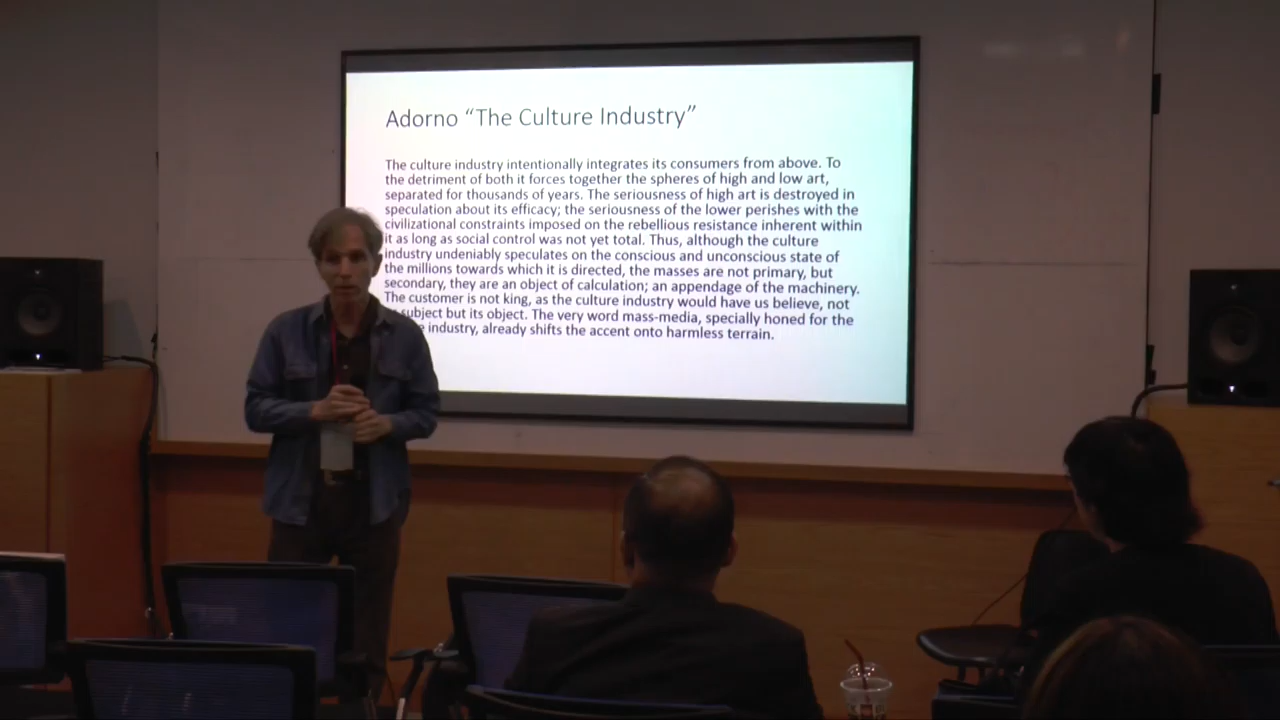 Adorno “The Culture Industry”
The culture industry intentionally integrates its consumers from above. To
the detriment of both it forces together the spheres of high and low art,
separated for thousands of years. The seriousness of high art is destroyed in
speculation about its efficacy; the seriousness of the lower perishes with the
civilizational constraints imposed on the rebellious resistance inherent within
it as long as social control was not yet total. Thus, although the culture
industry undeniably speculates on the conscious and unconscious state of
the millions towards which it is directed, the masses are not primary, but
secondary, they are an object of calculation; an appendage of the machinery.
The customer is not king, as the culture industry would have us believe, not
subject but its object. The very word mass-media, specially honed for the
industry, already shifts the accent onto harmless terrain.